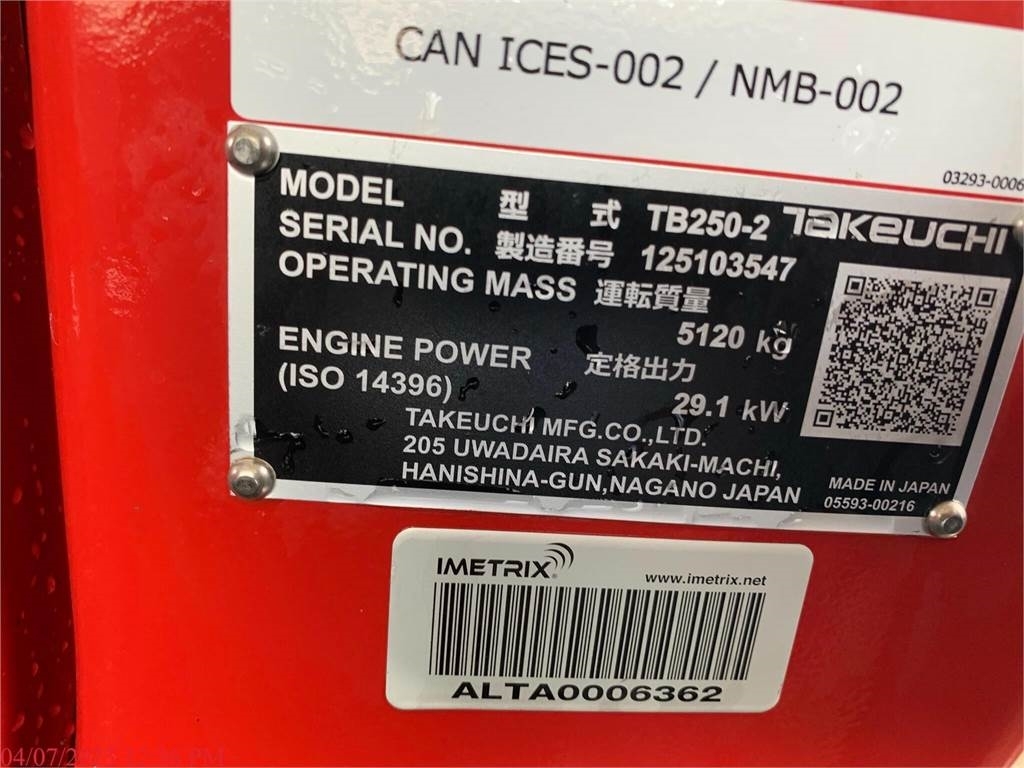 CAN ICES-002 / NMB-002
03293-0006
MODEL 型 式 TB250-2 TAKEUCHI
SERIAL NO. 製造番号 125103547
OPERATING MASS 運転質量
5120 kg
ENGINE POWER 定格出力
(ISO 14396) 29.1 kW
TAKEUCHI MFG.CO.,LTD.
205 UWADAIRA SAKAKI-MACHI,
HANISHINA-GUN,NAGANO JAPAN
MADE IN JAPAN
05593-00216
IMETRIX
www.imetrix.net
ALTA0006362
PM